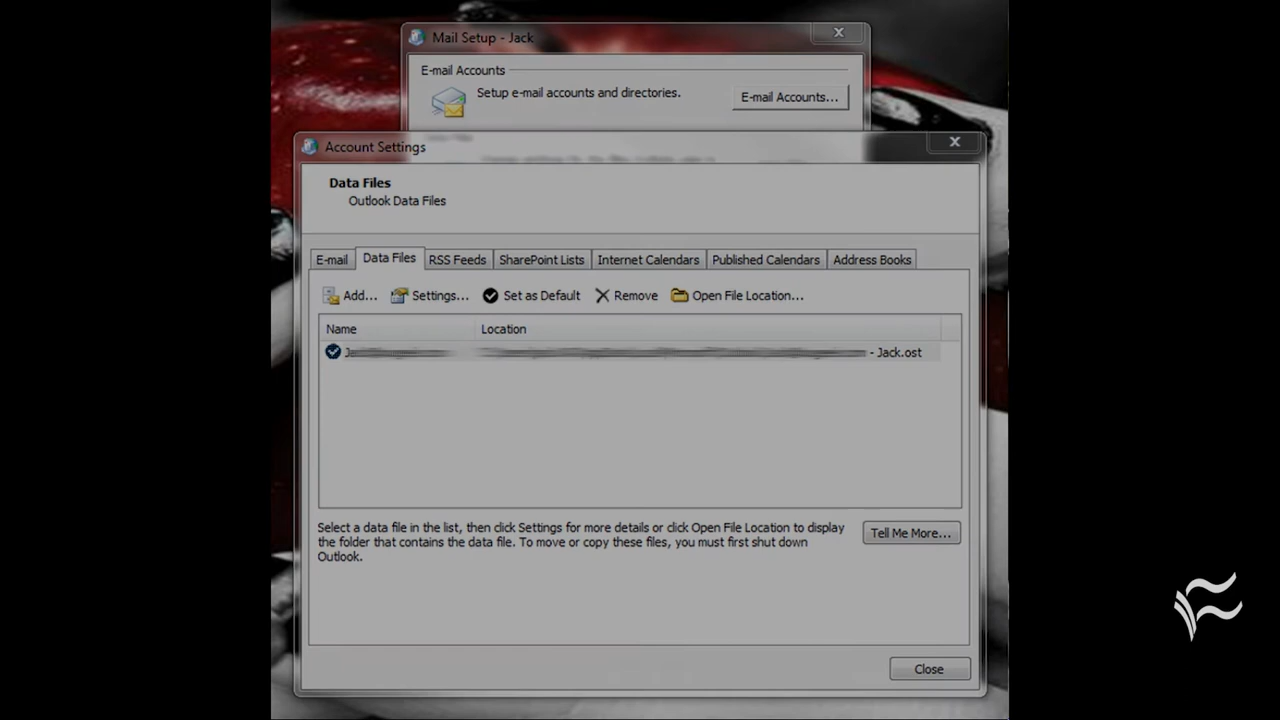 Mail Setup - Jack
E-mail Accounts
Setup e-mail accounts and directories.
E-mail Accounts...
Account Settings
Data Files
Outlook Data Files
E-mail Data Files RSS Feeds SharePoint Lists Internet Calendars Published Calendars Address Books
Add... Settings... Set as Default Remove Open File Location...
Name Location
- Jack.ost
Select a data file in the list, then click Settings for more details or click Open File Location to display
the folder that contains the data file. To move or copy these files, you must first shut down
Outlook.
Tell Me More...
Close